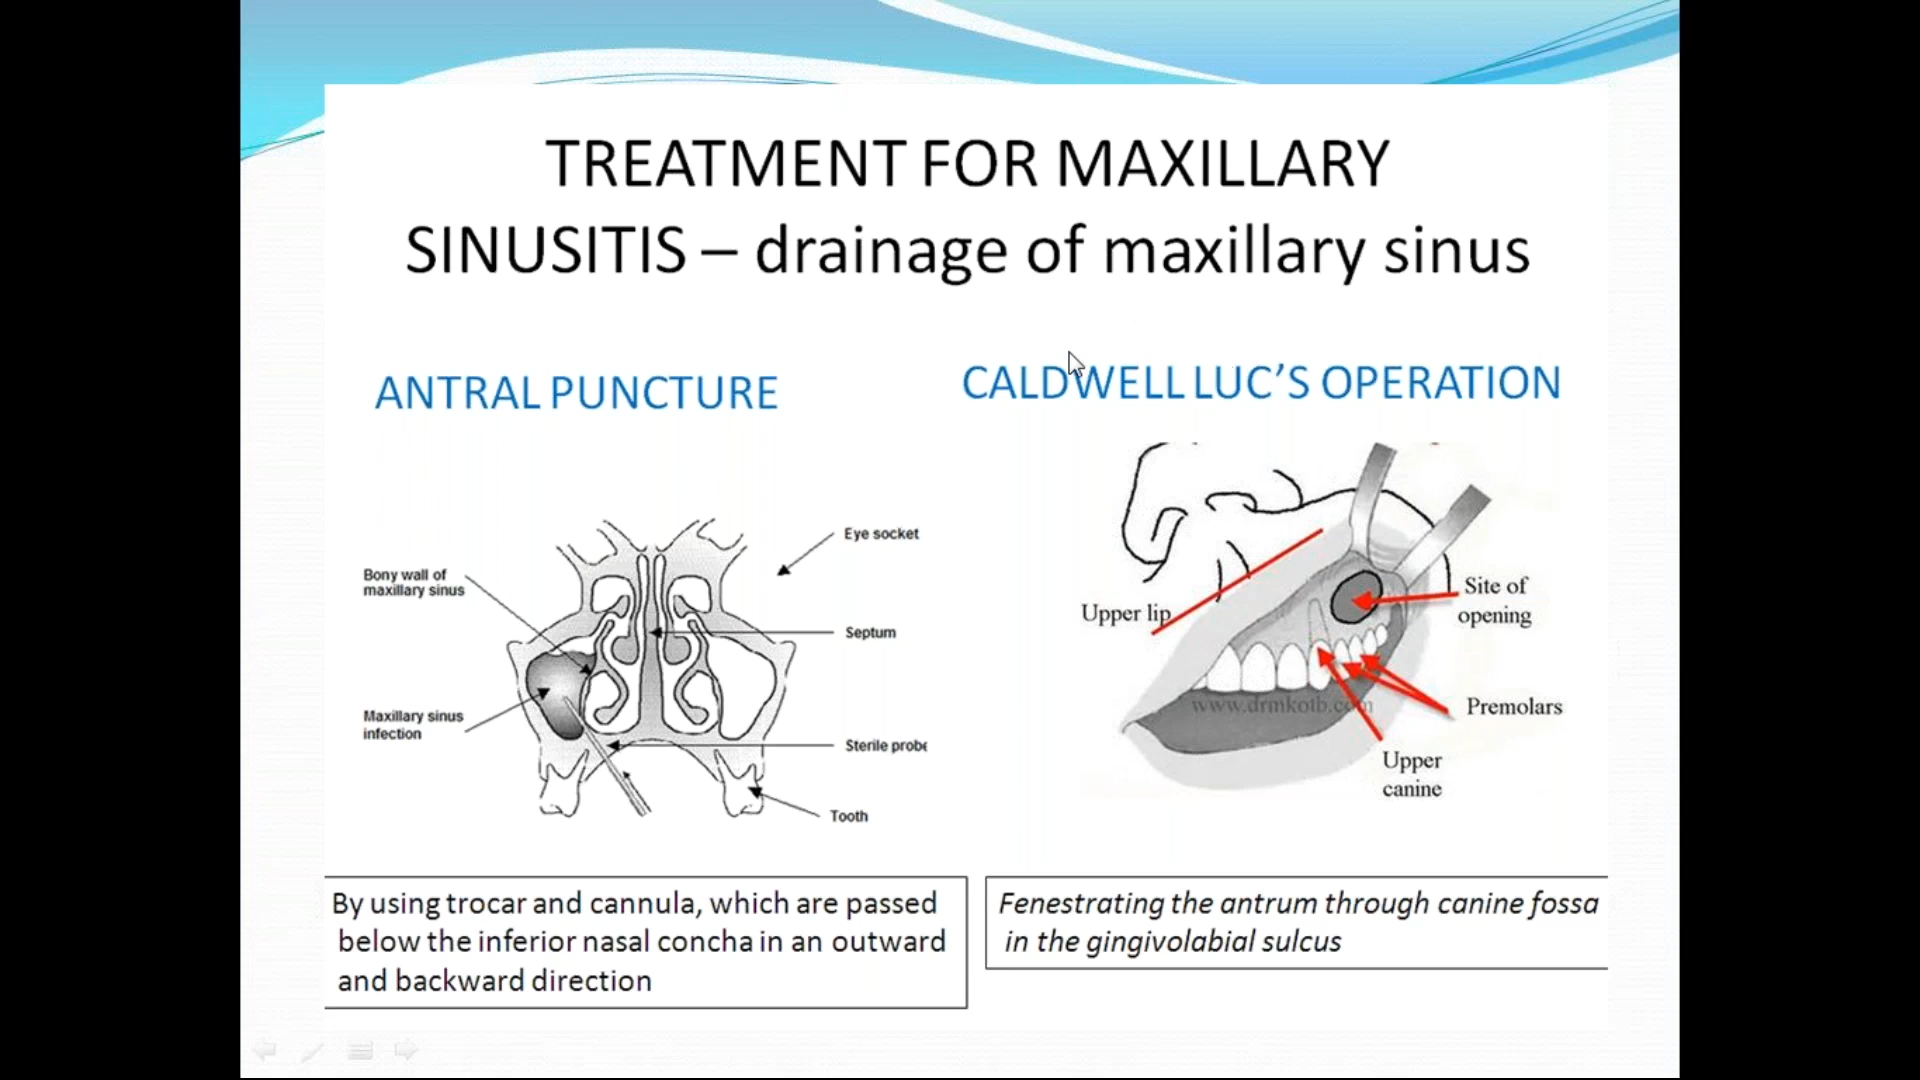 TREATMENT FOR MAXILLARY
SINUSITIS – drainage of maxillary sinus
ANTRAL PUNCTURE
Eye socket
Bony wall of
maxillary sinus
Septum
Maxillary sinus
infection
Sterile probe
Tooth
By using trocar and cannula, which are passed
below the inferior nasal concha in an outward
and backward direction
CALDWELL LUC’S OPERATION
Upper lip
Site of
opening
www.drmkotb.com
Premolars
Upper
canine
Fenestrating the antrum through canine fossa
in the gingivolabial sulcus